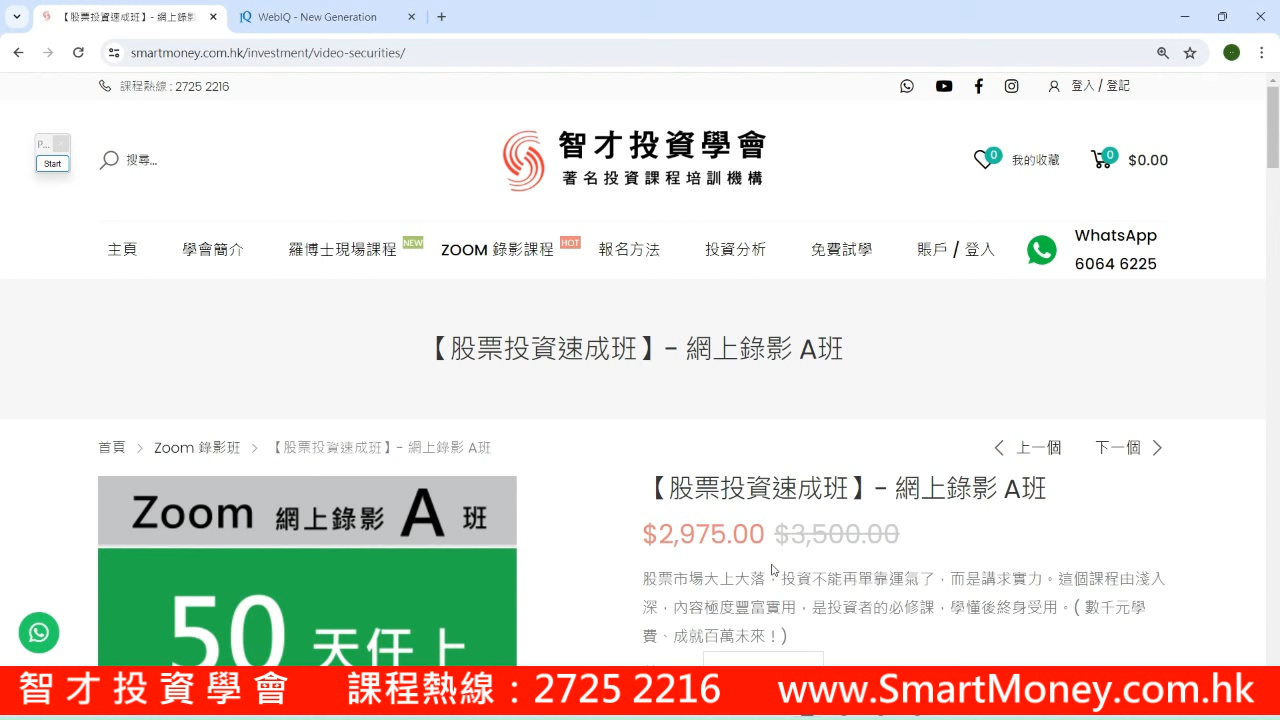 【股票投資速成班】- 網上錄影
WebIQ - New Generation
smartmoney.com.hk/investment/video-securities/
課程熱線 : 2725 2216
登入 / 登記
P...
Start
搜尋...
智才投資學會
著名投資課程培訓機構
0
我的收藏
0
$0.00
主頁
學會簡介
羅博士現場課程
NEW
ZOOM 錄影課程
HOT
報名方法
投資分析
免費試學
賬戶 / 登入
WhatsApp
6064 6225
【股票投資速成班】- 網上錄影 A班
首頁 > Zoom 錄影班 > 【股票投資速成班】- 網上錄影 A班
上一個
下一個
Zoom 網上錄影 A 班
50 天任上
【股票投資速成班】- 網上錄影 A班
$2,975.00 $3,500.00
股票市場大上大落，投資不能再單靠運氣了，而是講求實力。這個課程由淺入
深，內容極度豐富實用，是投資者的必修課，學懂後終身受用。( 數千元學
費、成就百萬未來！)
智才投資學會 課程熱線：2725 2216 www.SmartMoney.com.hk